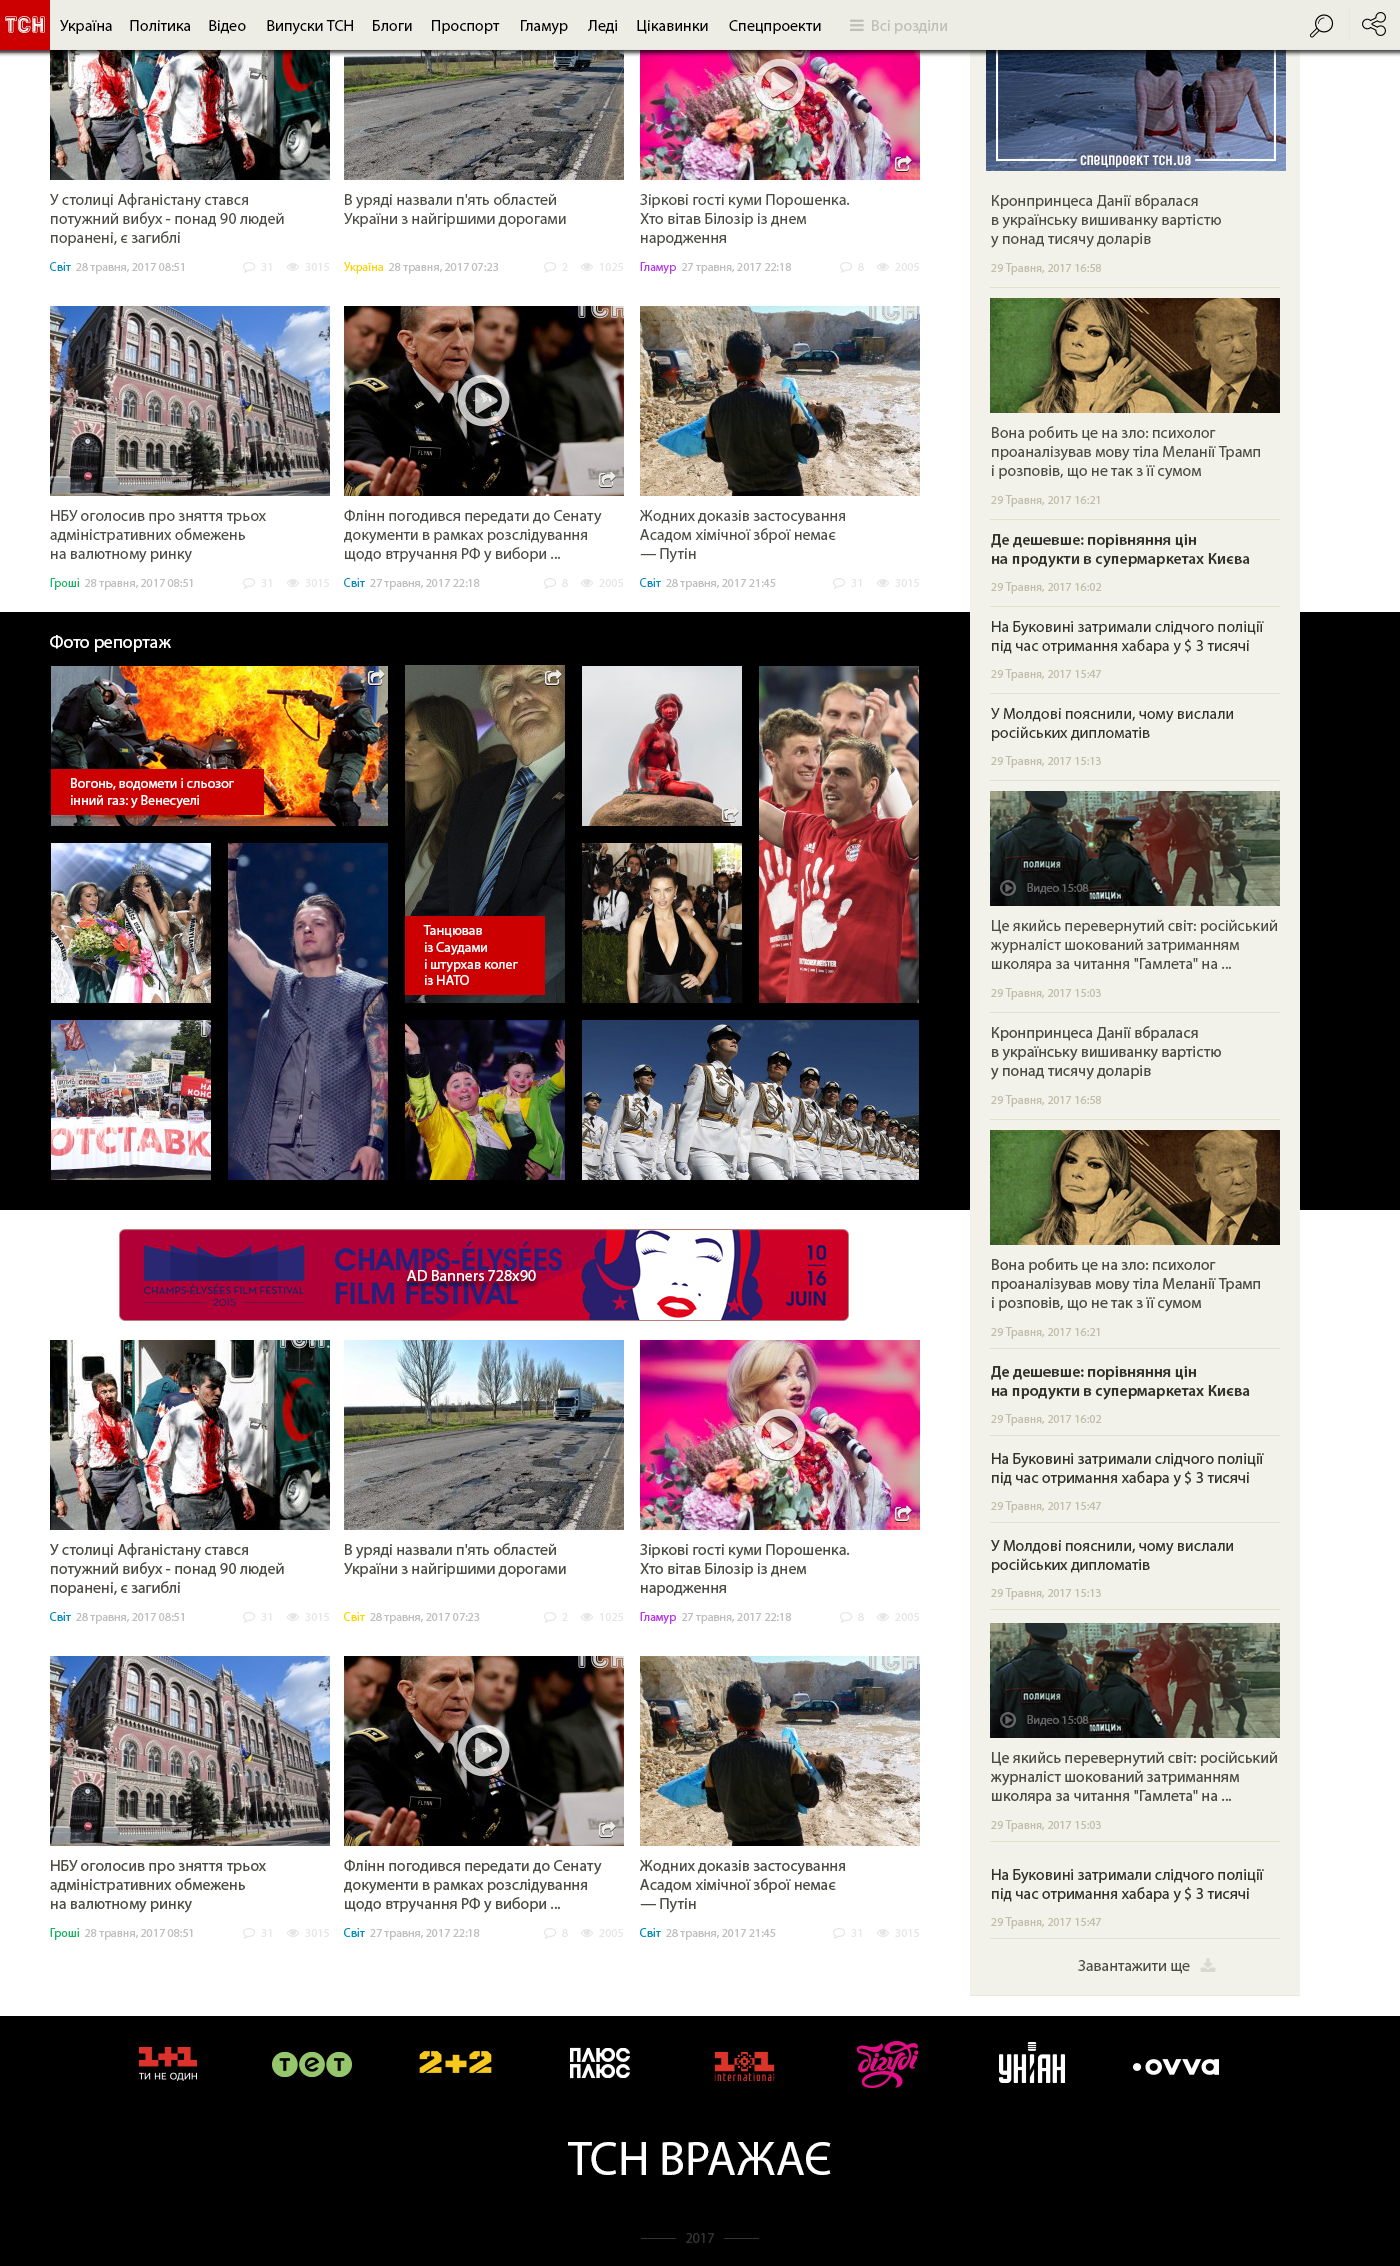 ТСН Україна Політика Відео Випуски ТСН Блоги Проспорт Гламур Леді Цікавинки Спецпроекти Всі розділи
У столиці Афганістану стався
потужний вибух - понад 90 людей
поранені, є загиблі
Світ 28 травня, 2017 08:51 31 3015
В уряді назвали п'ять областей
України з найгіршими дорогами
Україна 28 травня, 2017 07:23 2 1025
Зіркові гості куми Порошенка.
Хто вітав Білозір із днем
народження
Гламур 27 травня, 2017 22:18 8 2005
НБУ оголосив про зняття трьох
адміністративних обмежень
на валютному ринку
Гроші 28 травня, 2017 08:51 31 3015
ТСН
FLYNN
Флінн погодився передати до Сенату
документи в рамках розслідування
щодо втручання РФ у вибори ...
Світ 27 травня, 2017 22:18 8 2005
ТСН
Жодних доказів застосування
Асадом хімічної зброї немає
— Путін
Світ 28 травня, 2017 21:45 31 3015
Фото репортаж
Вогонь, водомети і сльозог
інний газ: у Венесуелі
Танцював
із Саудами
і штурхав колег
із НАТО
ОТСТАВК
CHAMPS-ÉLYSÉES FILM FESTIVAL
2015
CHAMPS-ÉLYSÉES
FILM FESTIVAL
AD Banners 728x90
10
16
JUIN
ТСН.
У столиці Афганістану стався
потужний вибух - понад 90 людей
поранені, є загиблі
Світ 28 травня, 2017 08:51 31 3015
В уряді назвали п'ять областей
України з найгіршими дорогами
Світ 28 травня, 2017 07:23 2 1025
Зіркові гості куми Порошенка.
Хто вітав Білозір із днем
народження
Гламур 27 травня, 2017 22:18 8 2005
НБУ оголосив про зняття трьох
адміністративних обмежень
на валютному ринку
Гроші 28 травня, 2017 08:51 31 3015
ТСН
FLYNN
Флінн погодився передати до Сенату
документи в рамках розслідування
щодо втручання РФ у вибори ...
Світ 27 травня, 2017 22:18 8 2005
ТСН
Жодних доказів застосування
Асадом хімічної зброї немає
— Путін
Світ 28 травня, 2017 21:45 31 3015
спецпроект тсн.ua
Кронпринцеса Данії вбралася
в українську вишиванку вартістю
у понад тисячу доларів
29 Травня, 2017 16:58
Вона робить це на зло: психолог
проаналізував мову тіла Меланії Трамп
і розповів, що не так з її сумом
29 Травня, 2017 16:21
Де дешевше: порівняння цін
на продукти в супермаркетах Києва
29 Травня, 2017 16:02
На Буковині затримали слідчого поліції
під час отримання хабара у $ 3 тисячі
29 Травня, 2017 15:47
У Молдові пояснили, чому вислали
російських дипломатів
29 Травня, 2017 15:13
ПОЛИЦИЯ
Видео 15:08
Це якийсь перевернутий світ: російський
журналіст шокований затриманням
школяра за читання "Гамлета" на ...
29 Травня, 2017 15:03
Кронпринцеса Данії вбралася
в українську вишиванку вартістю
у понад тисячу доларів
29 Травня, 2017 16:58
Вона робить це на зло: психолог
проаналізував мову тіла Меланії Трамп
і розповів, що не так з її сумом
29 Травня, 2017 16:21
Де дешевше: порівняння цін
на продукти в супермаркетах Києва
29 Травня, 2017 16:02
На Буковині затримали слідчого поліції
під час отримання хабара у $ 3 тисячі
29 Травня, 2017 15:47
У Молдові пояснили, чому вислали
російських дипломатів
29 Травня, 2017 15:13
ПОЛИЦИЯ
Видео 15:08
Це якийсь перевернутий світ: російський
журналіст шокований затриманням
школяра за читання "Гамлета" на ...
29 Травня, 2017 15:03
На Буковині затримали слідчого поліції
під час отримання хабара у $ 3 тисячі
29 Травня, 2017 15:47
Завантажити ще
1+1
ТИ НЕ ОДИН
ТЕТ
2+2
ПЛЮС
ПЛЮС
1+1
international
бігуді
УНІАН
ovva
ТСН ВРАЖАЄ
2017